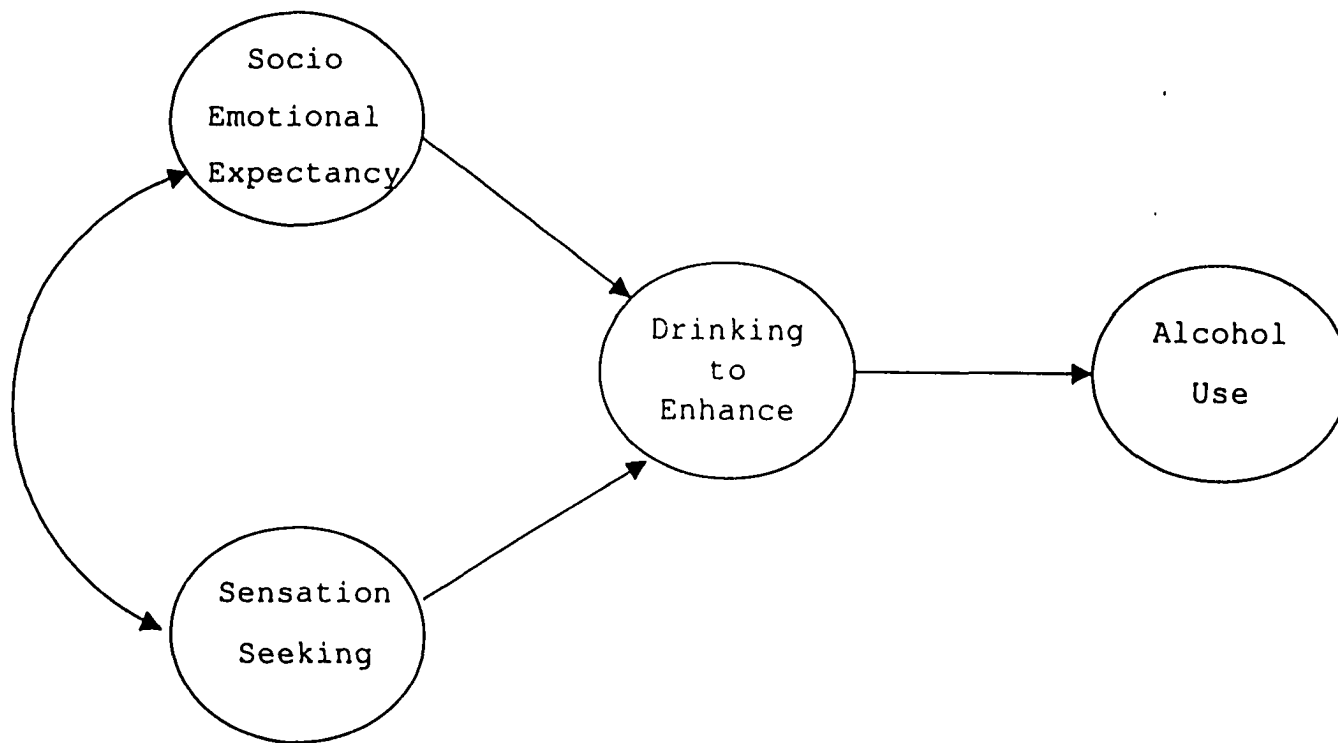 Socio
Emotional
Expectancy
Drinking
to
Enhance
Alcohol
Use
Sensation
Seeking